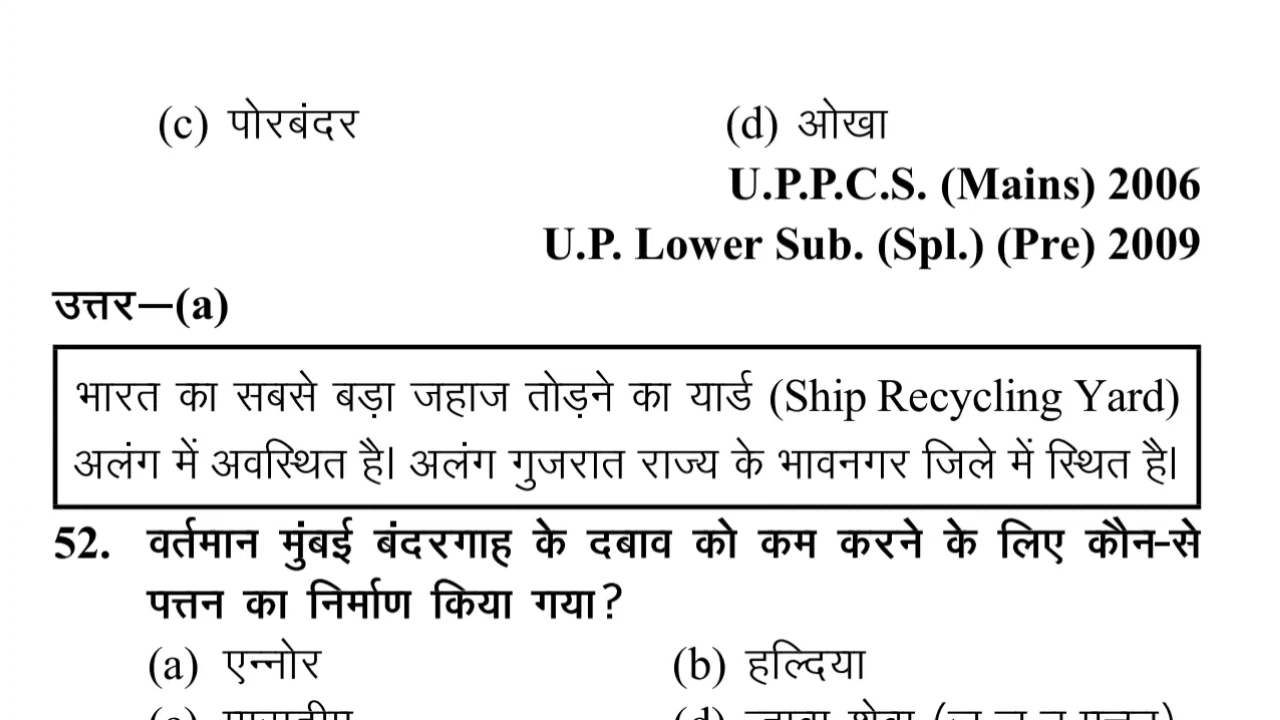 (c) पोरबंदर (d) ओखा
U.P.P.C.S. (Mains) 2006
U.P. Lower Sub. (Spl.) (Pre) 2009
उत्तर—(a)
भारत का सबसे बड़ा जहाज तोड़ने का यार्ड (Ship Recycling Yard)
अलंग में अवस्थित है। अलंग गुजरात राज्य के भावनगर जिले में स्थित है।
52. वर्तमान मुंबई बंदरगाह के दबाव को कम करने के लिए कौन-से
पत्तन का निर्माण किया गया?
(a) एन्नोर (b) हल्दिया